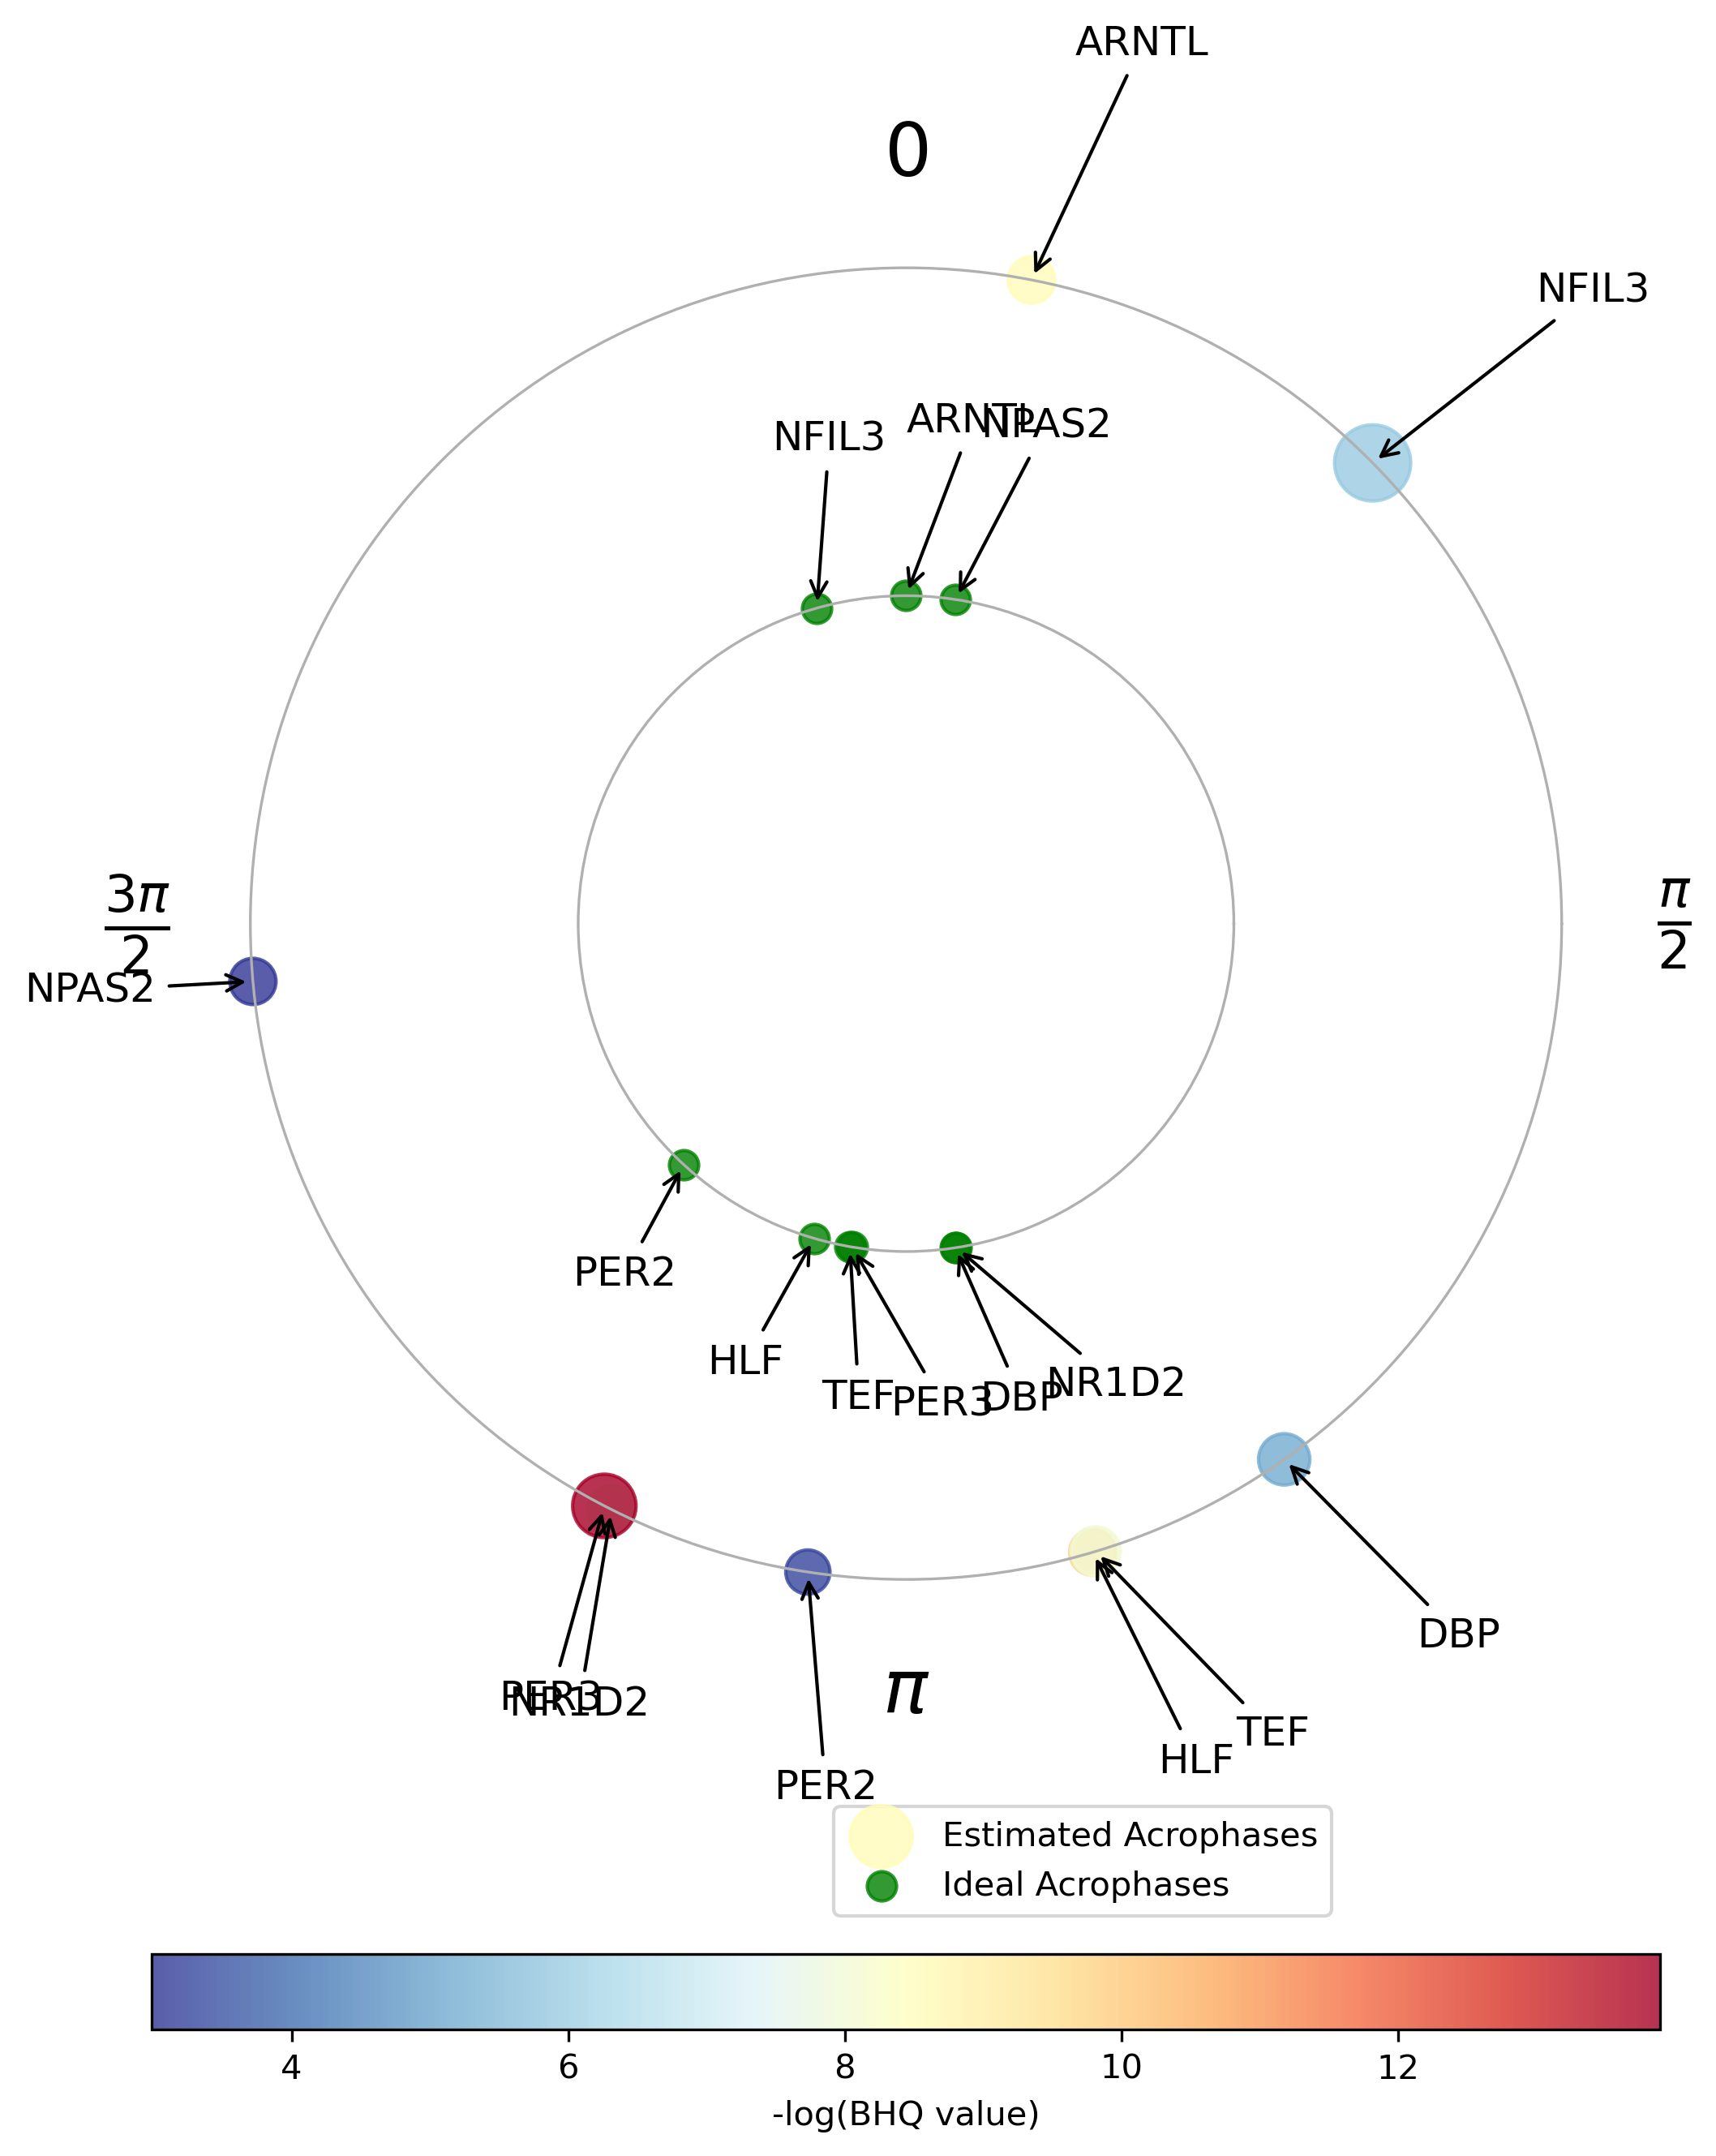 ARNTL
0
NFIL3
NFIL3
ARNTL
NPAS2
3π/2
π/2
NPAS2
PER2
HLF
TEF
PER3
DBP
NR1D2
DBP
PER3
NR1D2
π
TEF
HLF
PER2
Estimated Acrophases
Ideal Acrophases
4 6 8 10 12
-log(BHQ value)